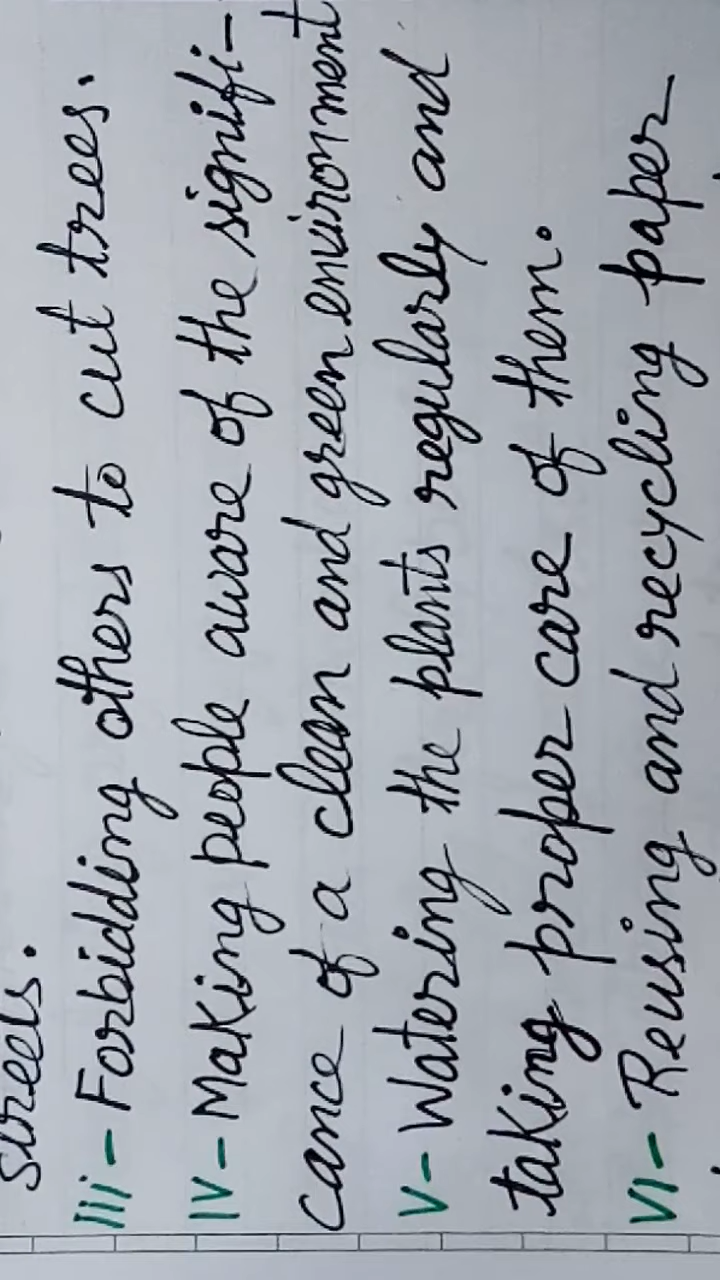 streets.
iii- Forbidding others to cut trees.
IV- Making people aware of the signifi-
cance of a clean and green environment
V- Watering the plants regularly and
taking proper care of them.
VI- Reusing and recycling paper